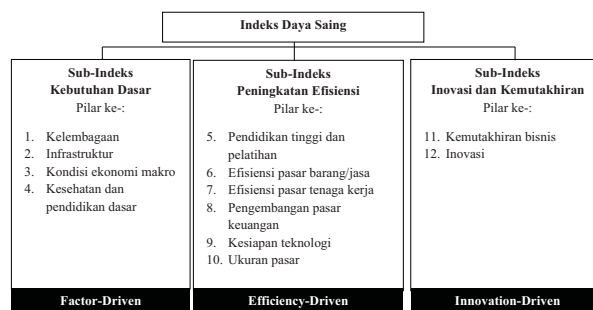 Indeks Daya Saing
Sub-Indeks
Kebutuhan Dasar
Pilar ke-:
1. Kelembagaan
2. Infrastruktur
3. Kondisi ekonomi makro
4. Kesehatan dan
pendidikan dasar
Factor-Driven
Sub-Indeks
Peningkatan Efisiensi
Pilar ke-:
5. Pendidikan tinggi dan
pelatihan
6. Efisiensi pasar barang/jasa
7. Efisiensi pasar tenaga kerja
8. Pengembangan pasar
keuangan
9. Kesiapan teknologi
10. Ukuran pasar
Efficiency-Driven
Sub-Indeks
Inovasi dan Kemutakhiran
Pilar ke-:
11. Kemutakhiran bisnis
12. Inovasi
Innovation-Driven